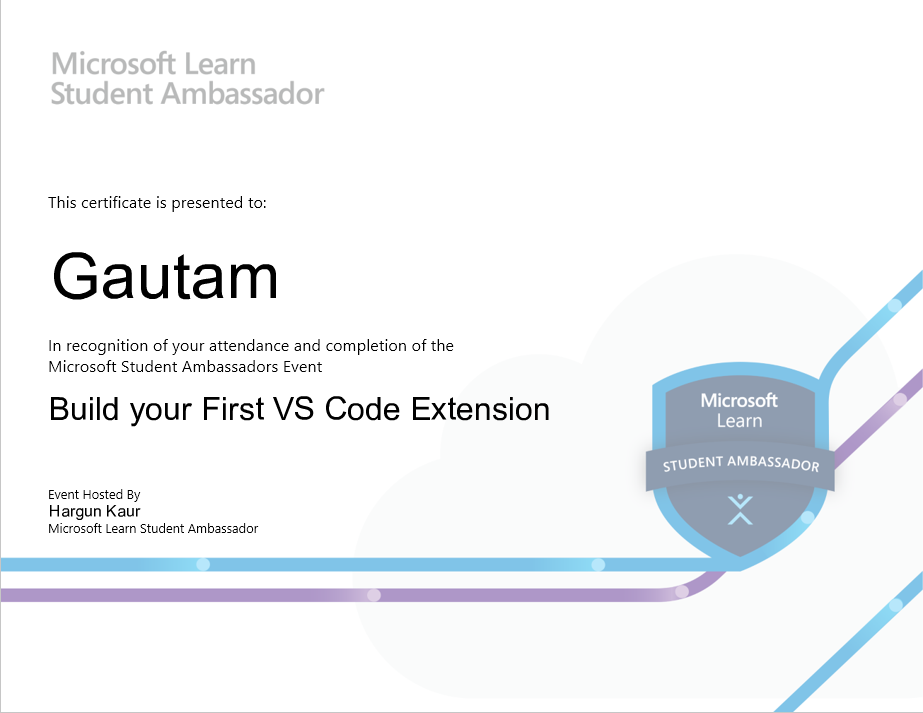 Microsoft Learn
Student Ambassador
This certificate is presented to:
Gautam
In recognition of your attendance and completion of the
Microsoft Student Ambassadors Event
Build your First VS Code Extension
Microsoft
Learn
STUDENT AMBASSADOR
Event Hosted By
Hargun Kaur
Microsoft Learn Student Ambassador